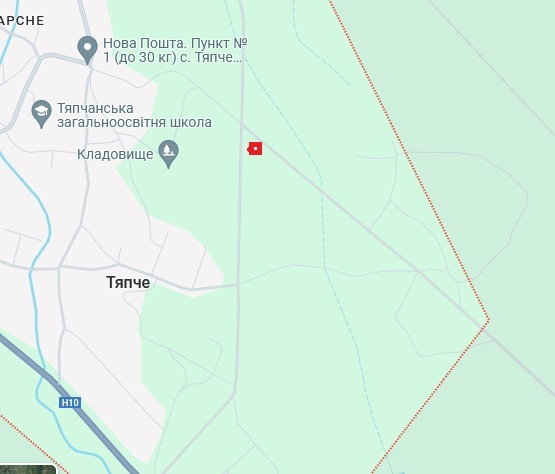 АРСНЕ
Нова Пошта. Пункт №
1 (до 30 кг) с. Тяпче...
Тяпчанська
загальноосвітня школа
Кладовище
Тяпче
H10